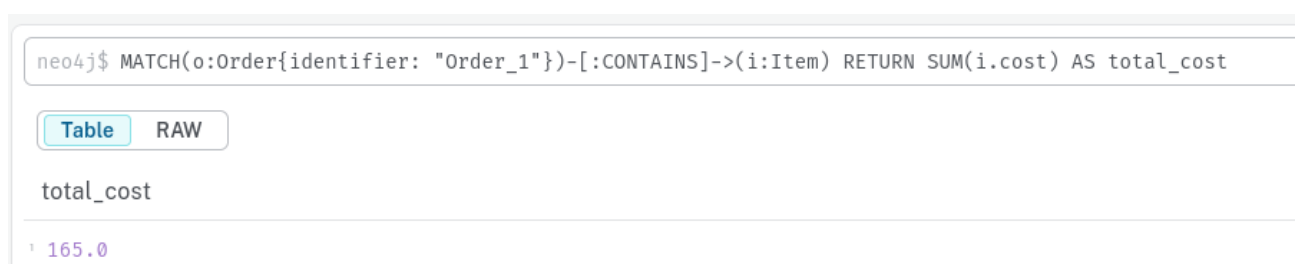 neo4j$ MATCH(o:Order{identifier: "Order_1"})-[:CONTAINS]->(i:Item) RETURN SUM(i.cost) AS total_cost
Table RAW
total_cost
1 165.0